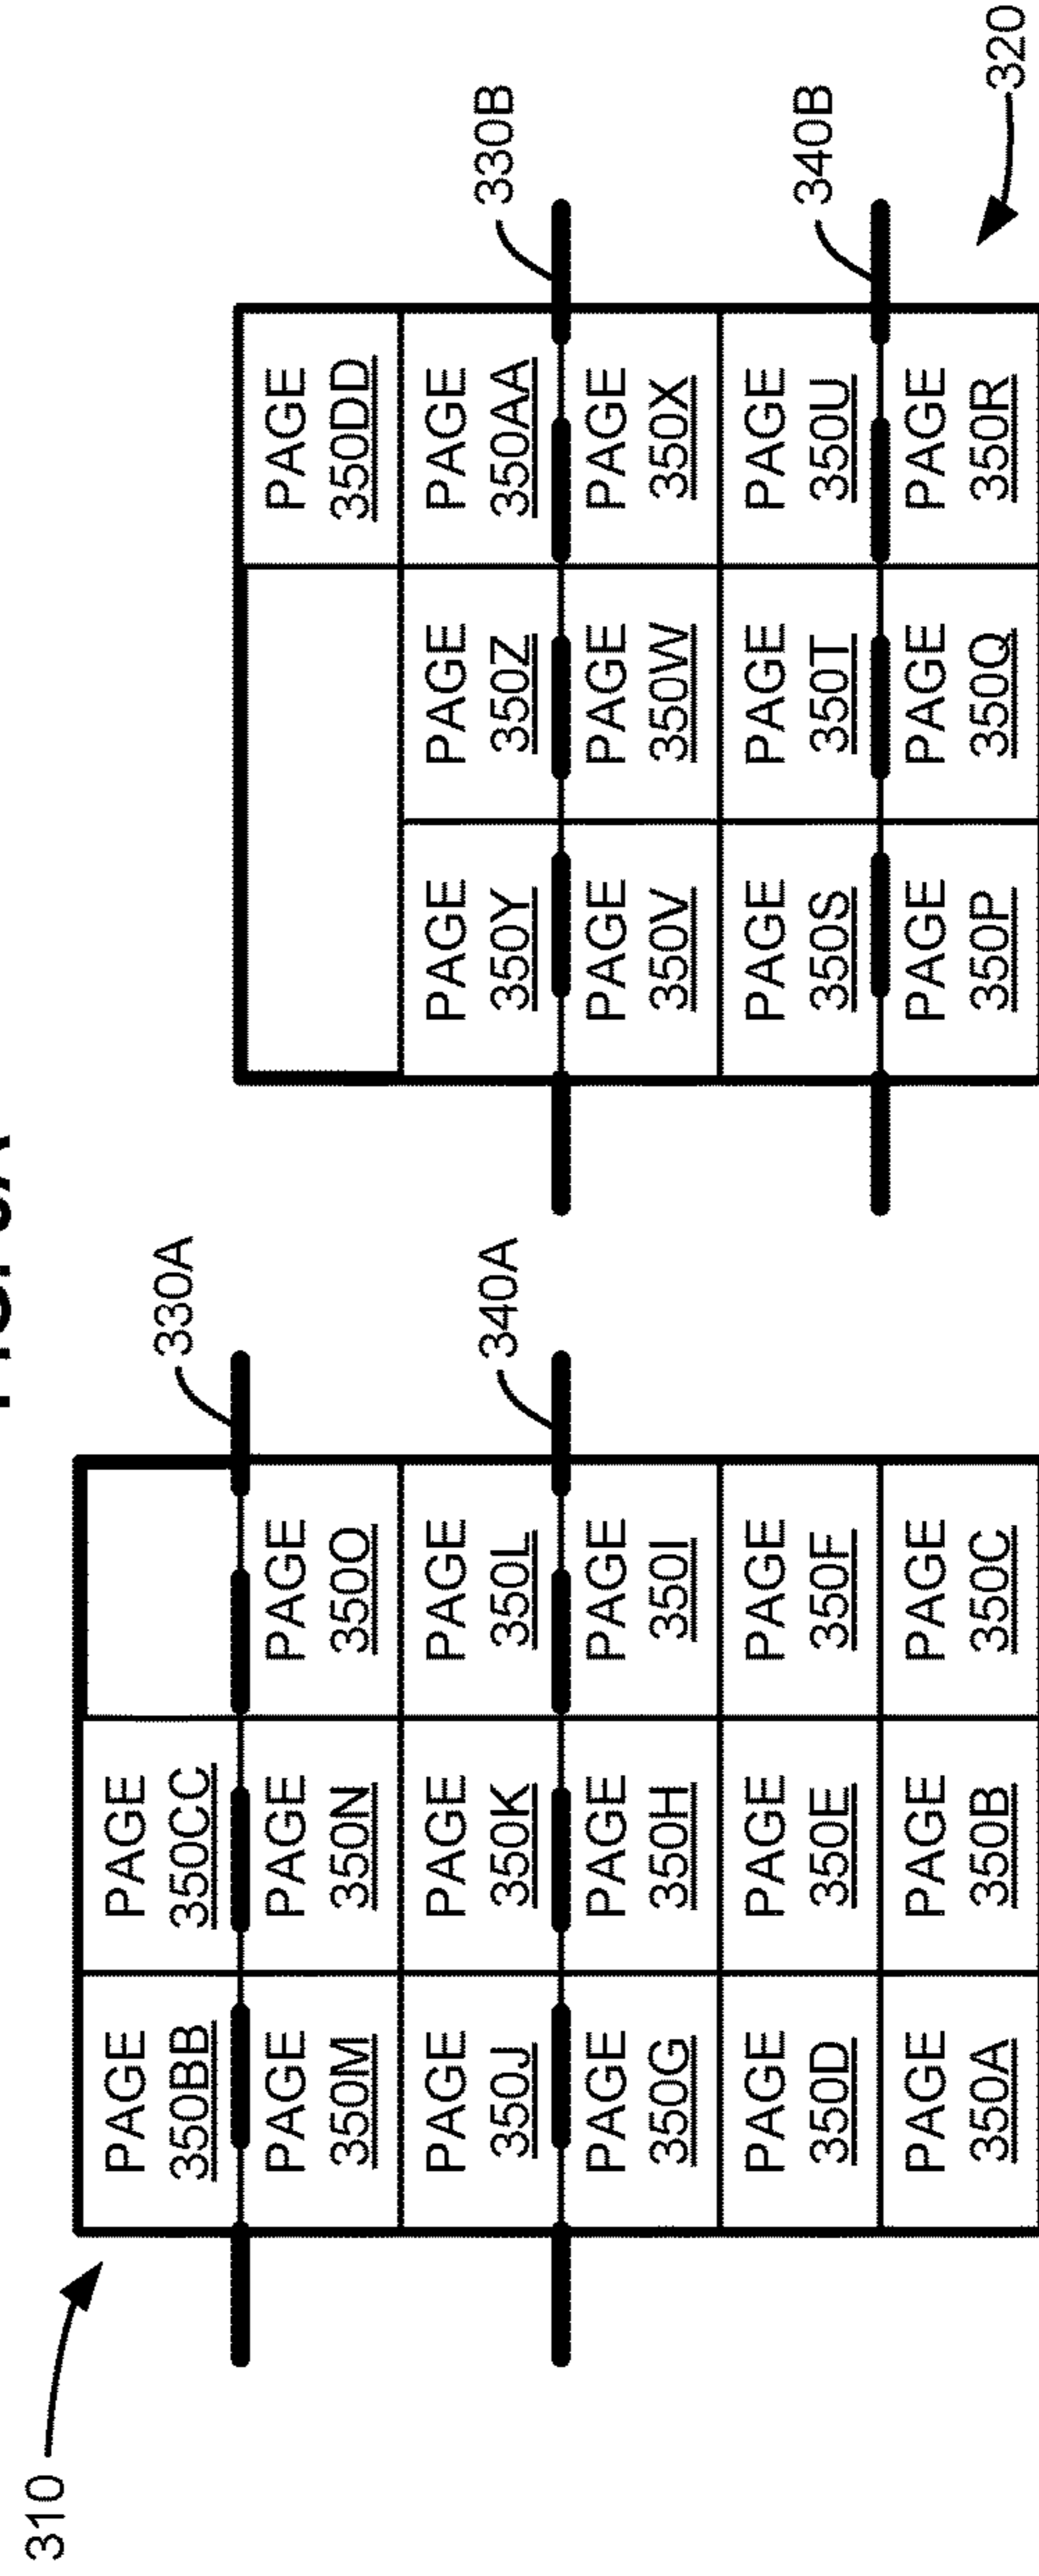 310
PAGE
350BB
PAGE
350CC
330A
PAGE
350M
PAGE
350N
PAGE
350O
PAGE
350J
PAGE
350K
PAGE
350L
340A
PAGE
350G
PAGE
350H
PAGE
350I
PAGE
350D
PAGE
350E
PAGE
350F
PAGE
350A
PAGE
350B
PAGE
350C
PAGE
350DD
PAGE
350Y
PAGE
350Z
PAGE
350AA
330B
PAGE
350V
PAGE
350W
PAGE
350X
PAGE
350S
PAGE
350T
PAGE
350U
340B
PAGE
350P
PAGE
350Q
PAGE
350R
320